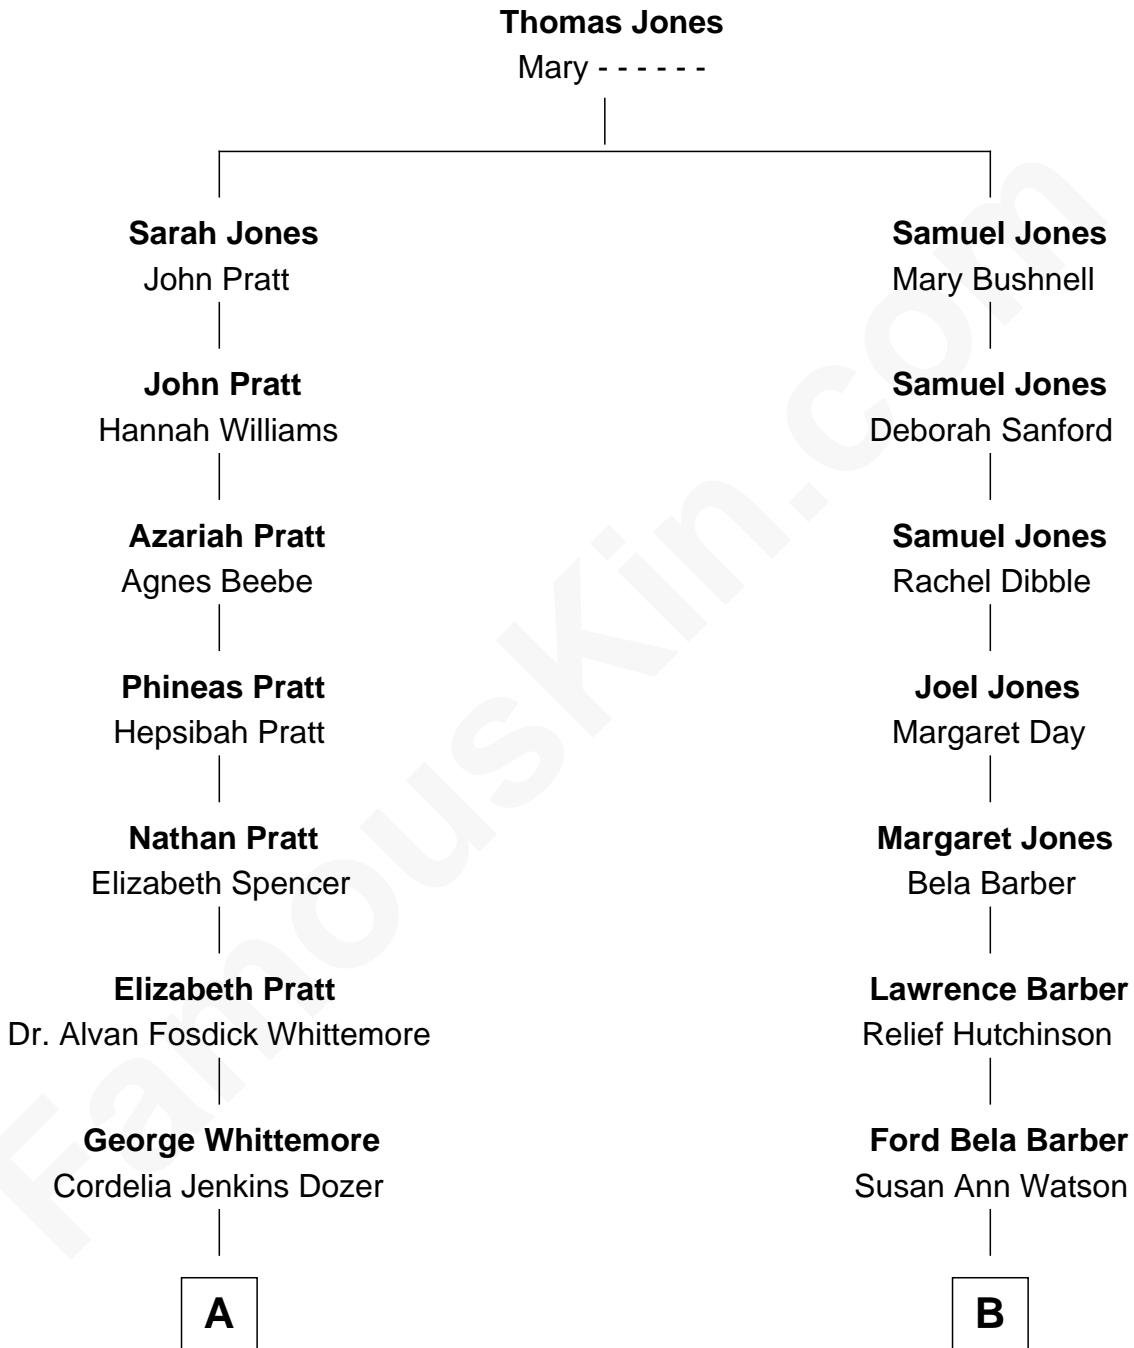 Thomas Jones
Mary - - - - - -
Sarah Jones
John Pratt
Samuel Jones
Mary Bushnell
John Pratt
Hannah Williams
Samuel Jones
Deborah Sanford
Azariah Pratt
Agnes Beebe
Samuel Jones
Rachel Dibble
Phineas Pratt
Hepsibah Pratt
Joel Jones
Margaret Day
Nathan Pratt
Elizabeth Spencer
Margaret Jones
Bela Barber
Elizabeth Pratt
Dr. Alvan Fosdick Whittemore
Lawrence Barber
Relief Hutchinson
George Whittemore
Cordelia Jenkins Dozer
Ford Bela Barber
Susan Ann Watson
A
B
FamousKin.com